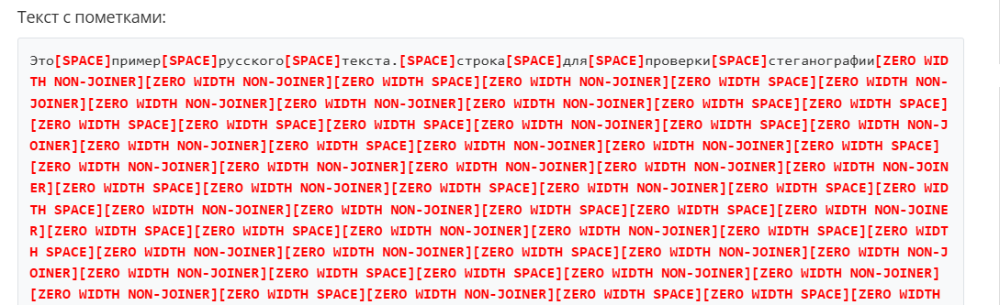 Текст с пометками:
Это[SPACE]пример[SPACE]русского[SPACE]текста.[SPACE]строка[SPACE]для[SPACE]проверки[SPACE]стеганографии[ZERO WID
TH NON-JOINER][ZERO WIDTH NON-JOINER][ZERO WIDTH SPACE][ZERO WIDTH NON-JOINER][ZERO WIDTH SPACE][ZERO WIDTH NON-
JOINER][ZERO WIDTH NON-JOINER][ZERO WIDTH NON-JOINER][ZERO WIDTH NON-JOINER][ZERO WIDTH SPACE][ZERO WIDTH SPACE]
[ZERO WIDTH SPACE][ZERO WIDTH SPACE][ZERO WIDTH SPACE][ZERO WIDTH NON-JOINER][ZERO WIDTH SPACE][ZERO WIDTH NON-J
OINER][ZERO WIDTH NON-JOINER][ZERO WIDTH SPACE][ZERO WIDTH NON-JOINER][ZERO WIDTH NON-JOINER][ZERO WIDTH SPACE]
[ZERO WIDTH NON-JOINER][ZERO WIDTH NON-JOINER][ZERO WIDTH NON-JOINER][ZERO WIDTH NON-JOINER][ZERO WIDTH NON-JOIN
ER][ZERO WIDTH SPACE][ZERO WIDTH NON-JOINER][ZERO WIDTH SPACE][ZERO WIDTH NON-JOINER][ZERO WIDTH SPACE][ZERO WID
TH SPACE][ZERO WIDTH NON-JOINER][ZERO WIDTH NON-JOINER][ZERO WIDTH SPACE][ZERO WIDTH SPACE][ZERO WIDTH NON-JOINE
R][ZERO WIDTH SPACE][ZERO WIDTH SPACE][ZERO WIDTH NON-JOINER][ZERO WIDTH NON-JOINER][ZERO WIDTH SPACE][ZERO WIDT
H SPACE][ZERO WIDTH NON-JOINER][ZERO WIDTH NON-JOINER][ZERO WIDTH SPACE][ZERO WIDTH NON-JOINER][ZERO WIDTH NON-J
OINER][ZERO WIDTH NON-JOINER][ZERO WIDTH SPACE][ZERO WIDTH SPACE][ZERO WIDTH NON-JOINER][ZERO WIDTH NON-JOINER]
[ZERO WIDTH NON-JOINER][ZERO WIDTH SPACE][ZERO WIDTH NON-JOINER][ZERO WIDTH SPACE][ZERO WIDTH SPACE][ZERO WIDTH